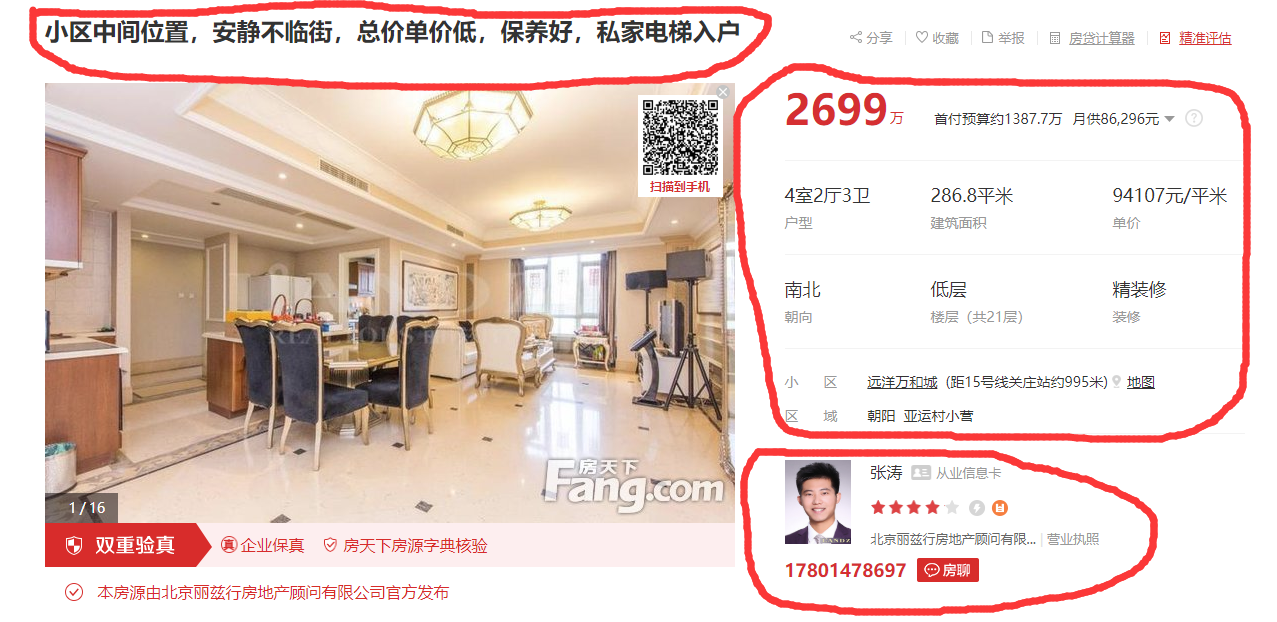 小区中间位置，安静不临街，总价单价低，保养好，私家电梯入户
分享
收藏
举报
房贷计算器
精准评估
扫描到手机
房天下
Fang.com
1 / 16
双重验真
真 企业保真
房天下房源字典核验
本房源由北京丽兹行房地产顾问有限公司官方发布
2699万 首付预算约1387.7万 月供86,296元 ?
4室2厅3卫 286.8平米 94107元/平米
户型 建筑面积 单价
南北 低层 精装修
朝向 楼层（共21层） 装修
小 区 远洋万和城 (距15号线关庄站约995米) 地图
区 域 朝阳 亚运村小营
张涛 从业信息卡
北京丽兹行房地产顾问有限... 营业执照
17801478697 房聊